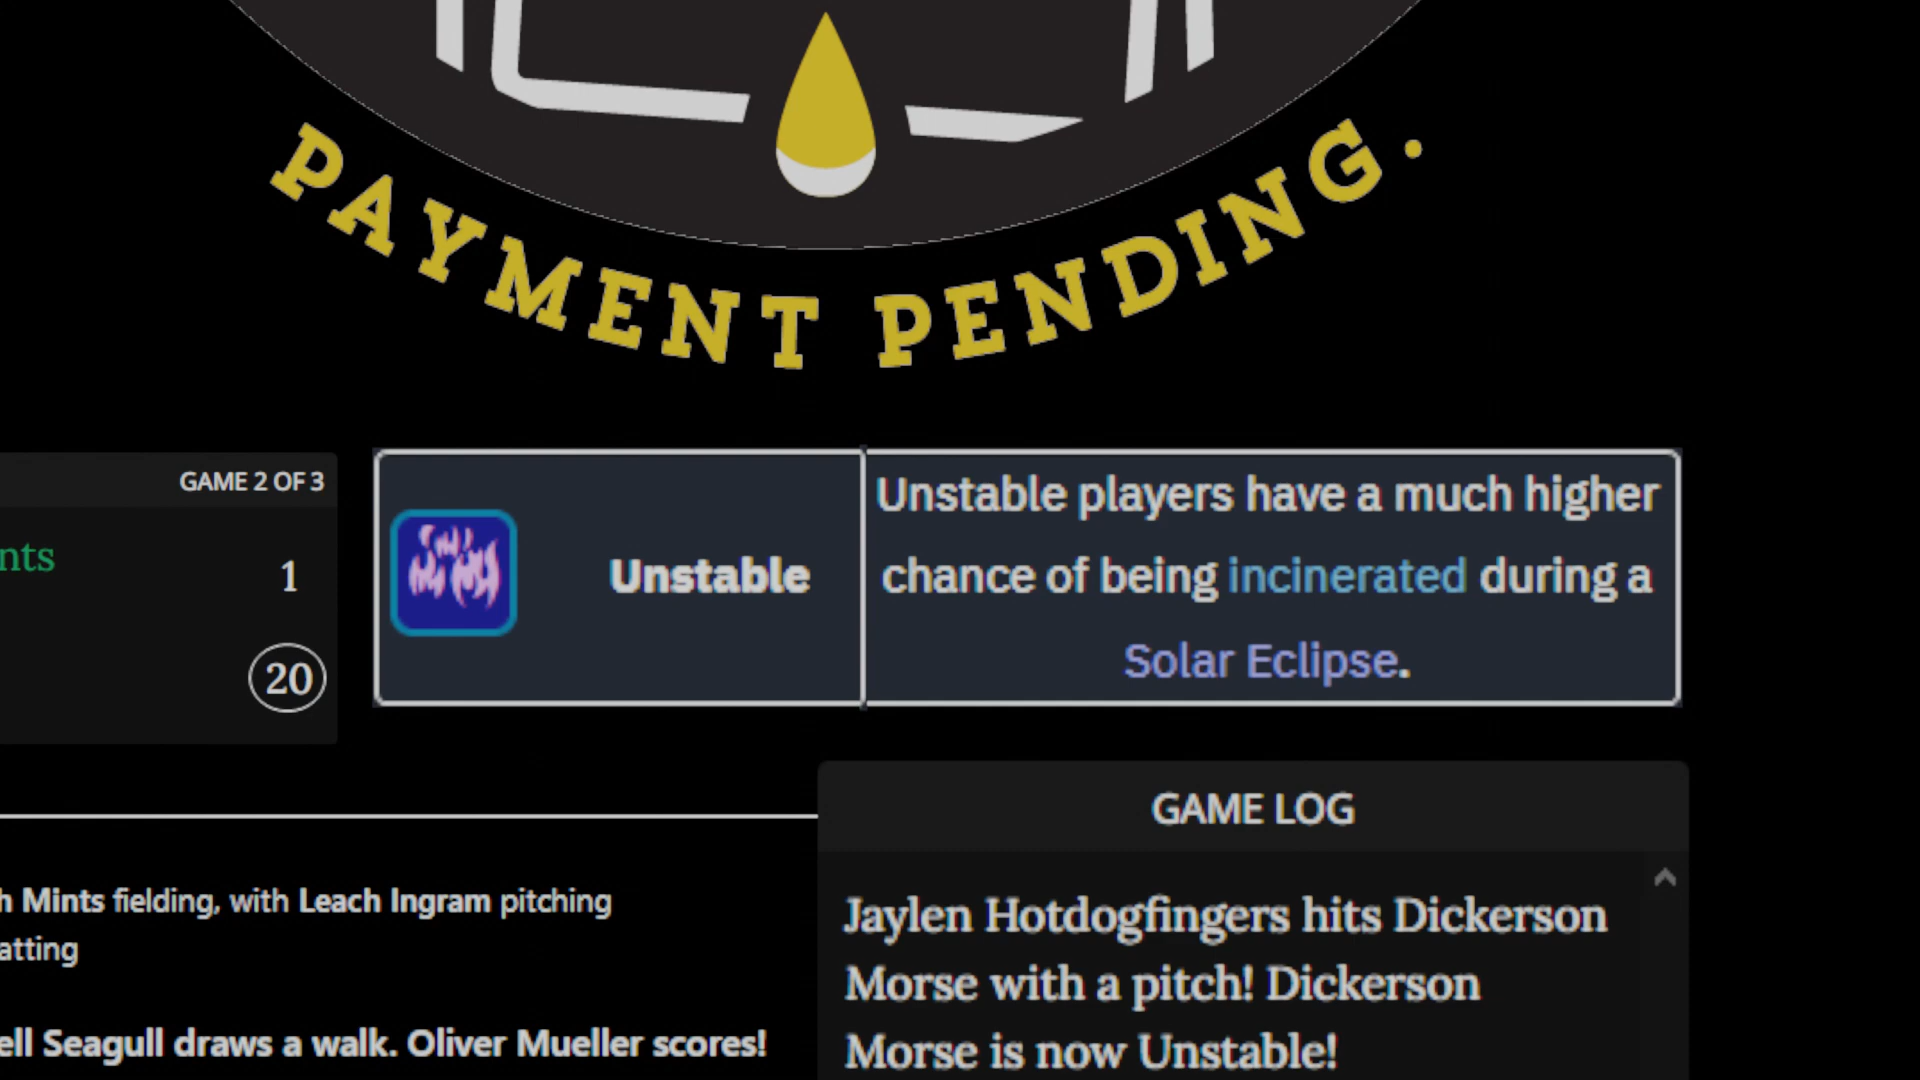 PAYMENT PENDING.
GAME 2 OF 3
nts
1
20
Unstable
Unstable players have a much higher
chance of being incinerated during a
Solar Eclipse.
h Mints fielding, with Leach Ingram pitching
atting
ell Seagull draws a walk. Oliver Mueller scores!
GAME LOG
Jaylen Hotdogfingers hits Dickerson
Morse with a pitch! Dickerson
Morse is now Unstable!